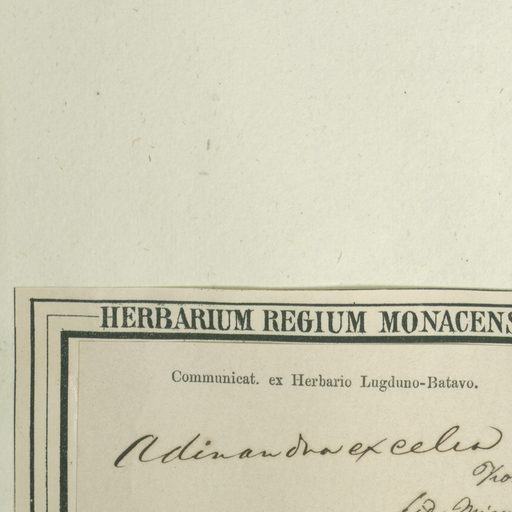 HERBARIUM REGIUM MONACENS
Communicat. ex Herbario Lugduno-Batavo.
Adinandra excelsa